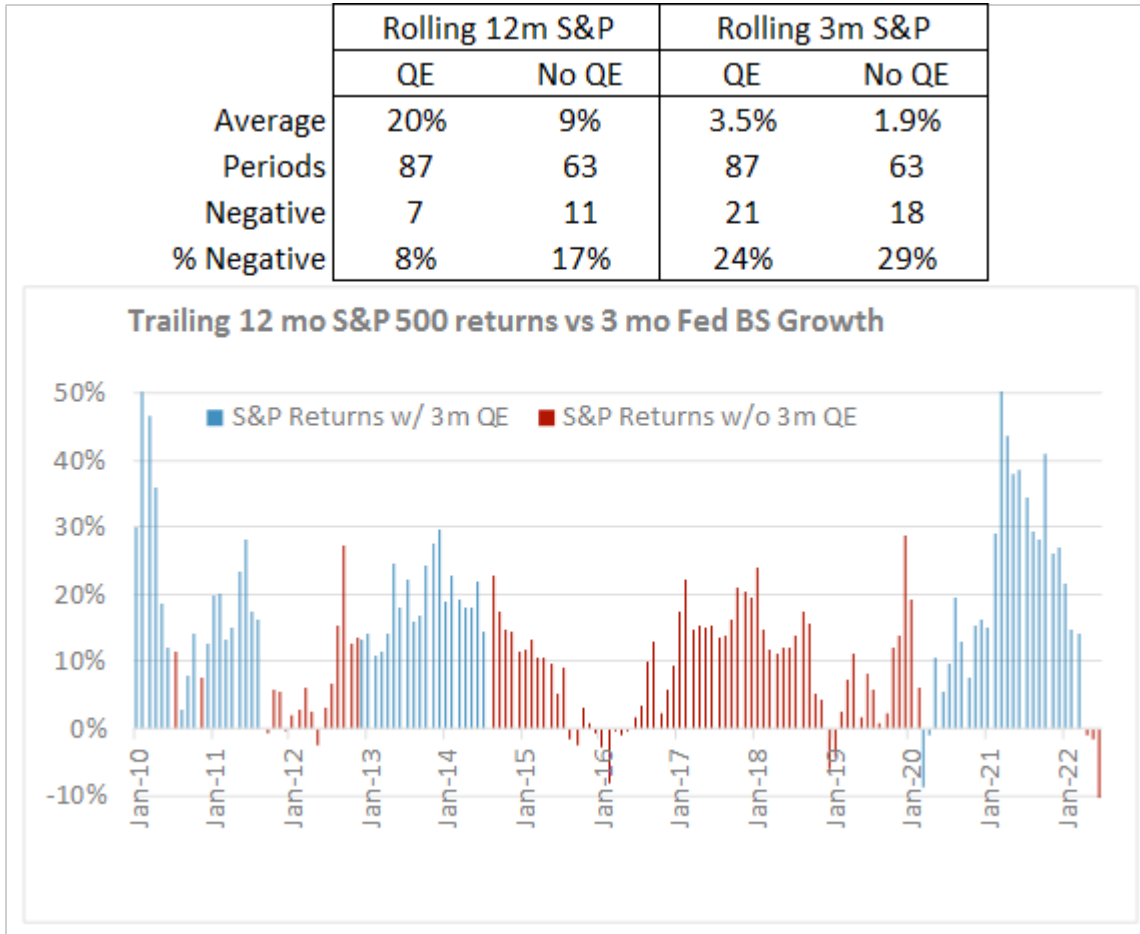 Rolling 12m S&P Rolling 3m S&P
QE No QE QE No QE
Average 20% 9% 3.5% 1.9%
Periods 87 63 87 63
Negative 7 11 21 18
% Negative 8% 17% 24% 29%
Trailing 12 mo S&P 500 returns vs 3 mo Fed BS Growth
S&P Returns w/ 3m QE S&P Returns w/o 3m QE
50%
40%
30%
20%
10%
0%
-10%
Jan-10
Jan-11
Jan-12
Jan-13
Jan-14
Jan-15
Jan-16
Jan-17
Jan-18
Jan-19
Jan-20
Jan-21
Jan-22